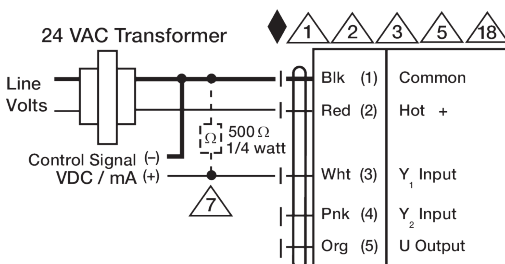 24 VAC Transformer
1 2 3 5 18
Line
Volts
Blk (1) Common
Red (2) Hot +
Ω 500 Ω
1/4 watt
Control Signal (–)
VDC / mA (+)
7
Wht (3) Y1 Input
Pnk (4) Y2 Input
Org (5) U Output